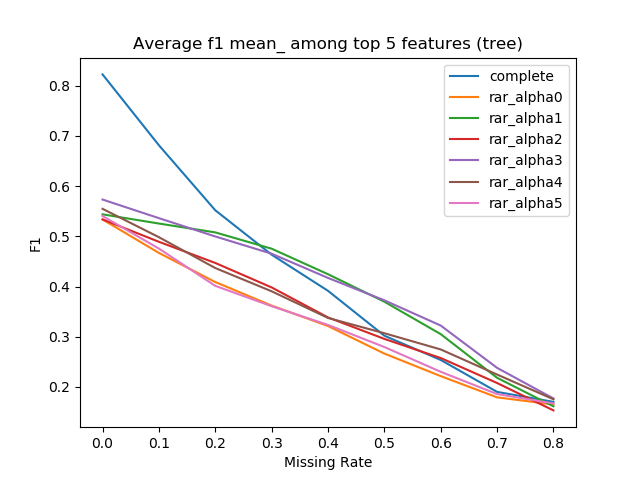 Average f1 mean_ among top 5 features (tree)
F1
0.8
0.7
0.6
0.5
0.4
0.3
0.2
complete
rar_alpha0
rar_alpha1
rar_alpha2
rar_alpha3
rar_alpha4
rar_alpha5
0.0 0.1 0.2 0.3 0.4 0.5 0.6 0.7 0.8
Missing Rate